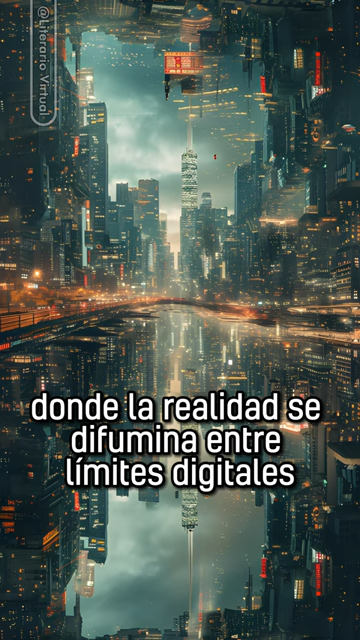 @Literario Virtual
donde la realidad se
difumina entre
límites digitales